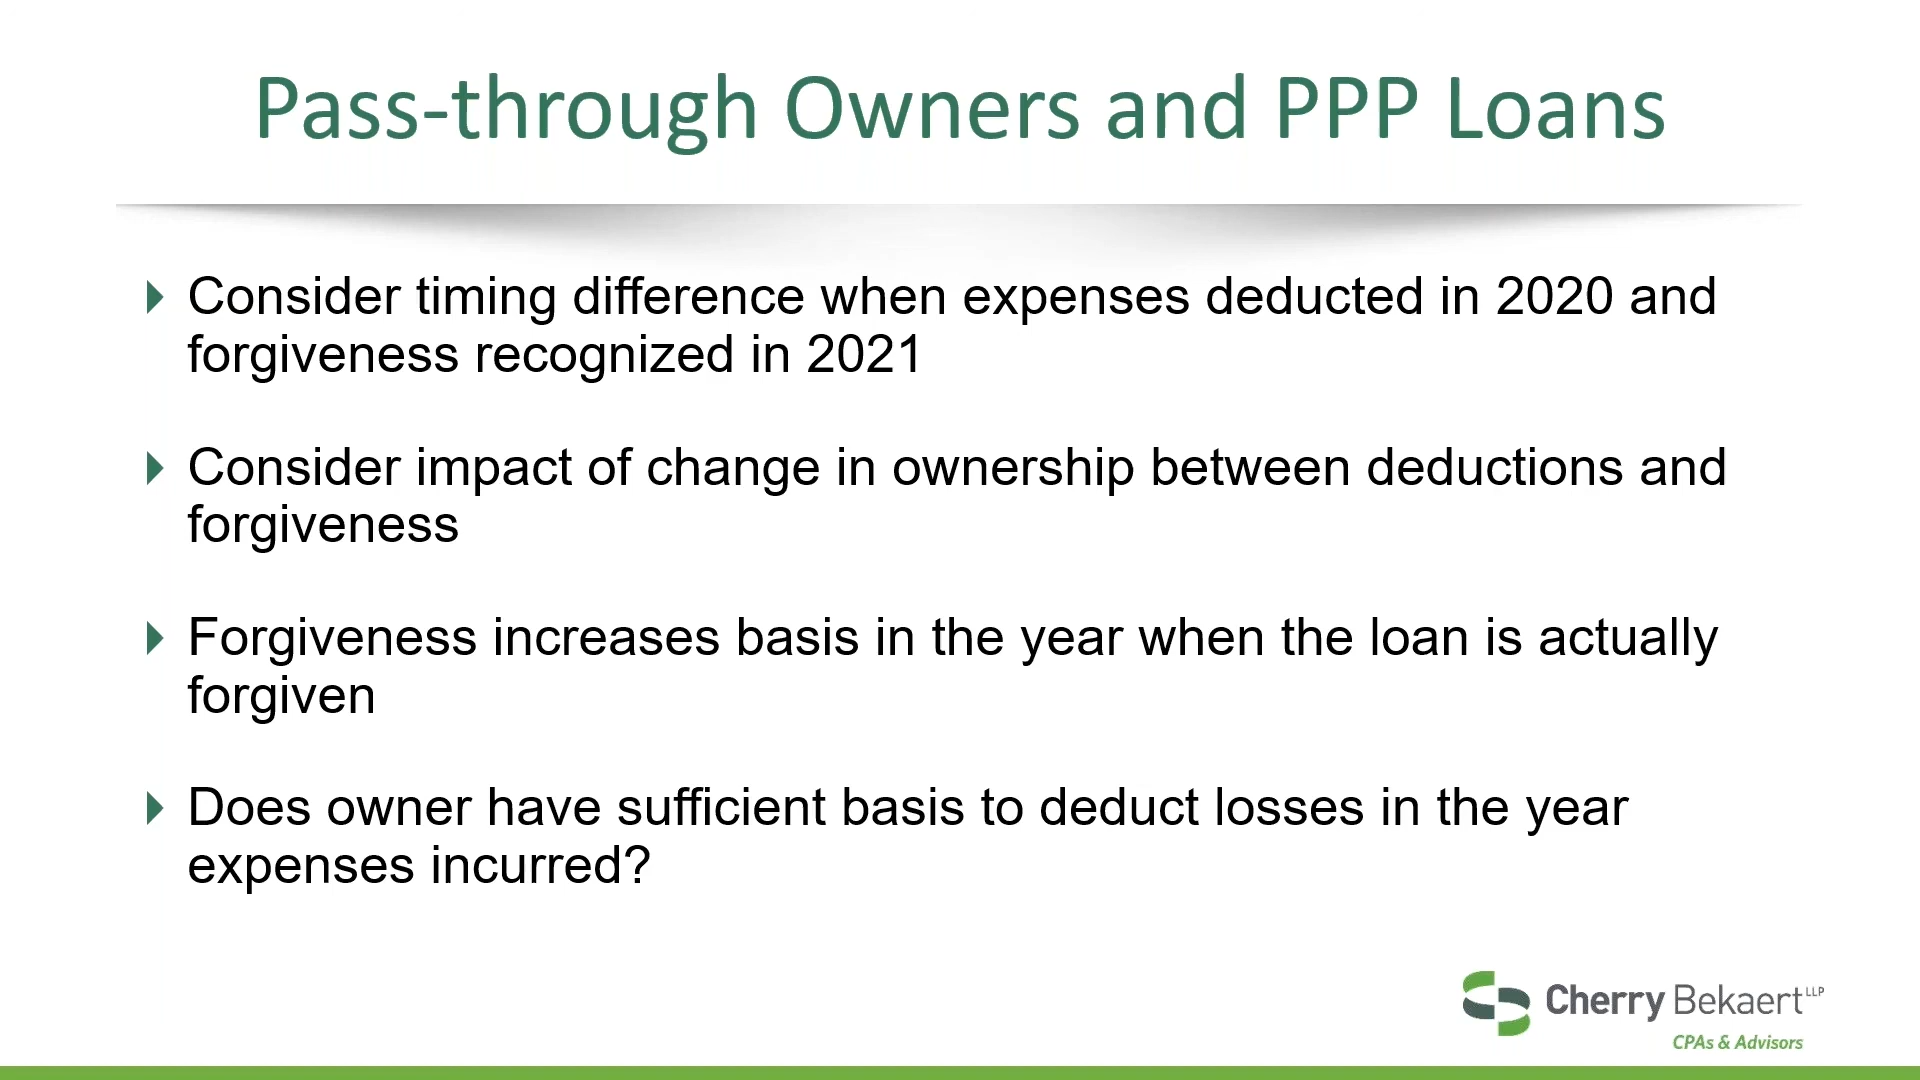 Pass-through Owners and PPP Loans
Consider timing difference when expenses deducted in 2020 and
forgiveness recognized in 2021
Consider impact of change in ownership between deductions and
forgiveness
Forgiveness increases basis in the year when the loan is actually
forgiven
Does owner have sufficient basis to deduct losses in the year
expenses incurred?
Cherry Bekaert LLP
CPAs & Advisors